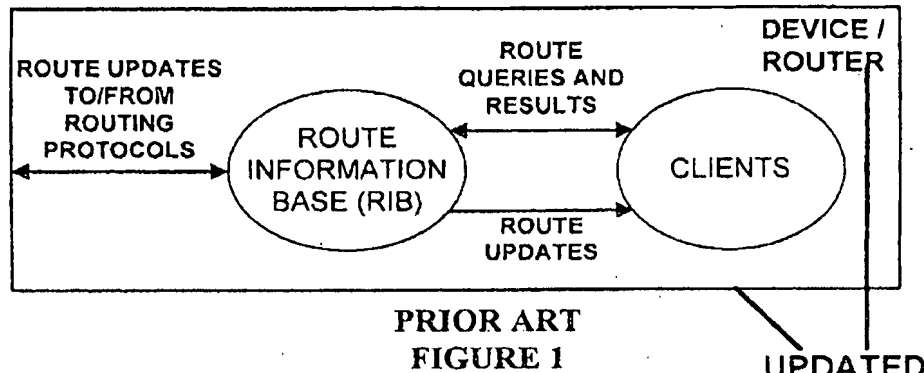 ROUTE UPDATES
TO/FROM
ROUTING
PROTOCOLS
ROUTE
INFORMATION
BASE (RIB)
ROUTE
QUERIES AND
RESULTS
ROUTE
UPDATES
CLIENTS
DEVICE /
ROUTER
PRIOR ART
FIGURE 1
UPDATED